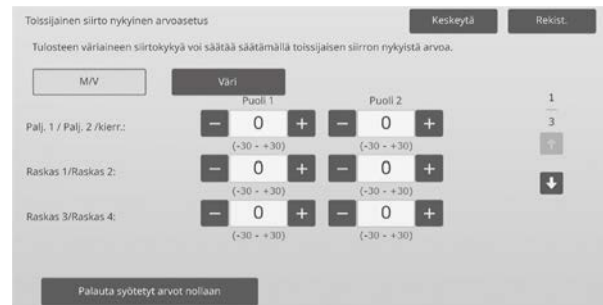 Toissijainen siirto nykyinen arvoasetus Keskeytä Rekist.
Tulosteen väriaineen siirtokykyä voi säätää säätämällä toissijaisen siirron nykyistä arvoa.
M/V Väri
Puoli 1 Puoli 2 1
Palj. 1 / Palj. 2 /kierr.: − 0 + − 0 + 3
(-30 - +30) (-30 - +30)
Raskas 1/Raskas 2: − 0 + − 0 +
(-30 - +30) (-30 - +30)
Raskas 3/Raskas 4: − 0 + − 0 +
(-30 - +30) (-30 - +30)
Palauta syötetyt arvot nollaan